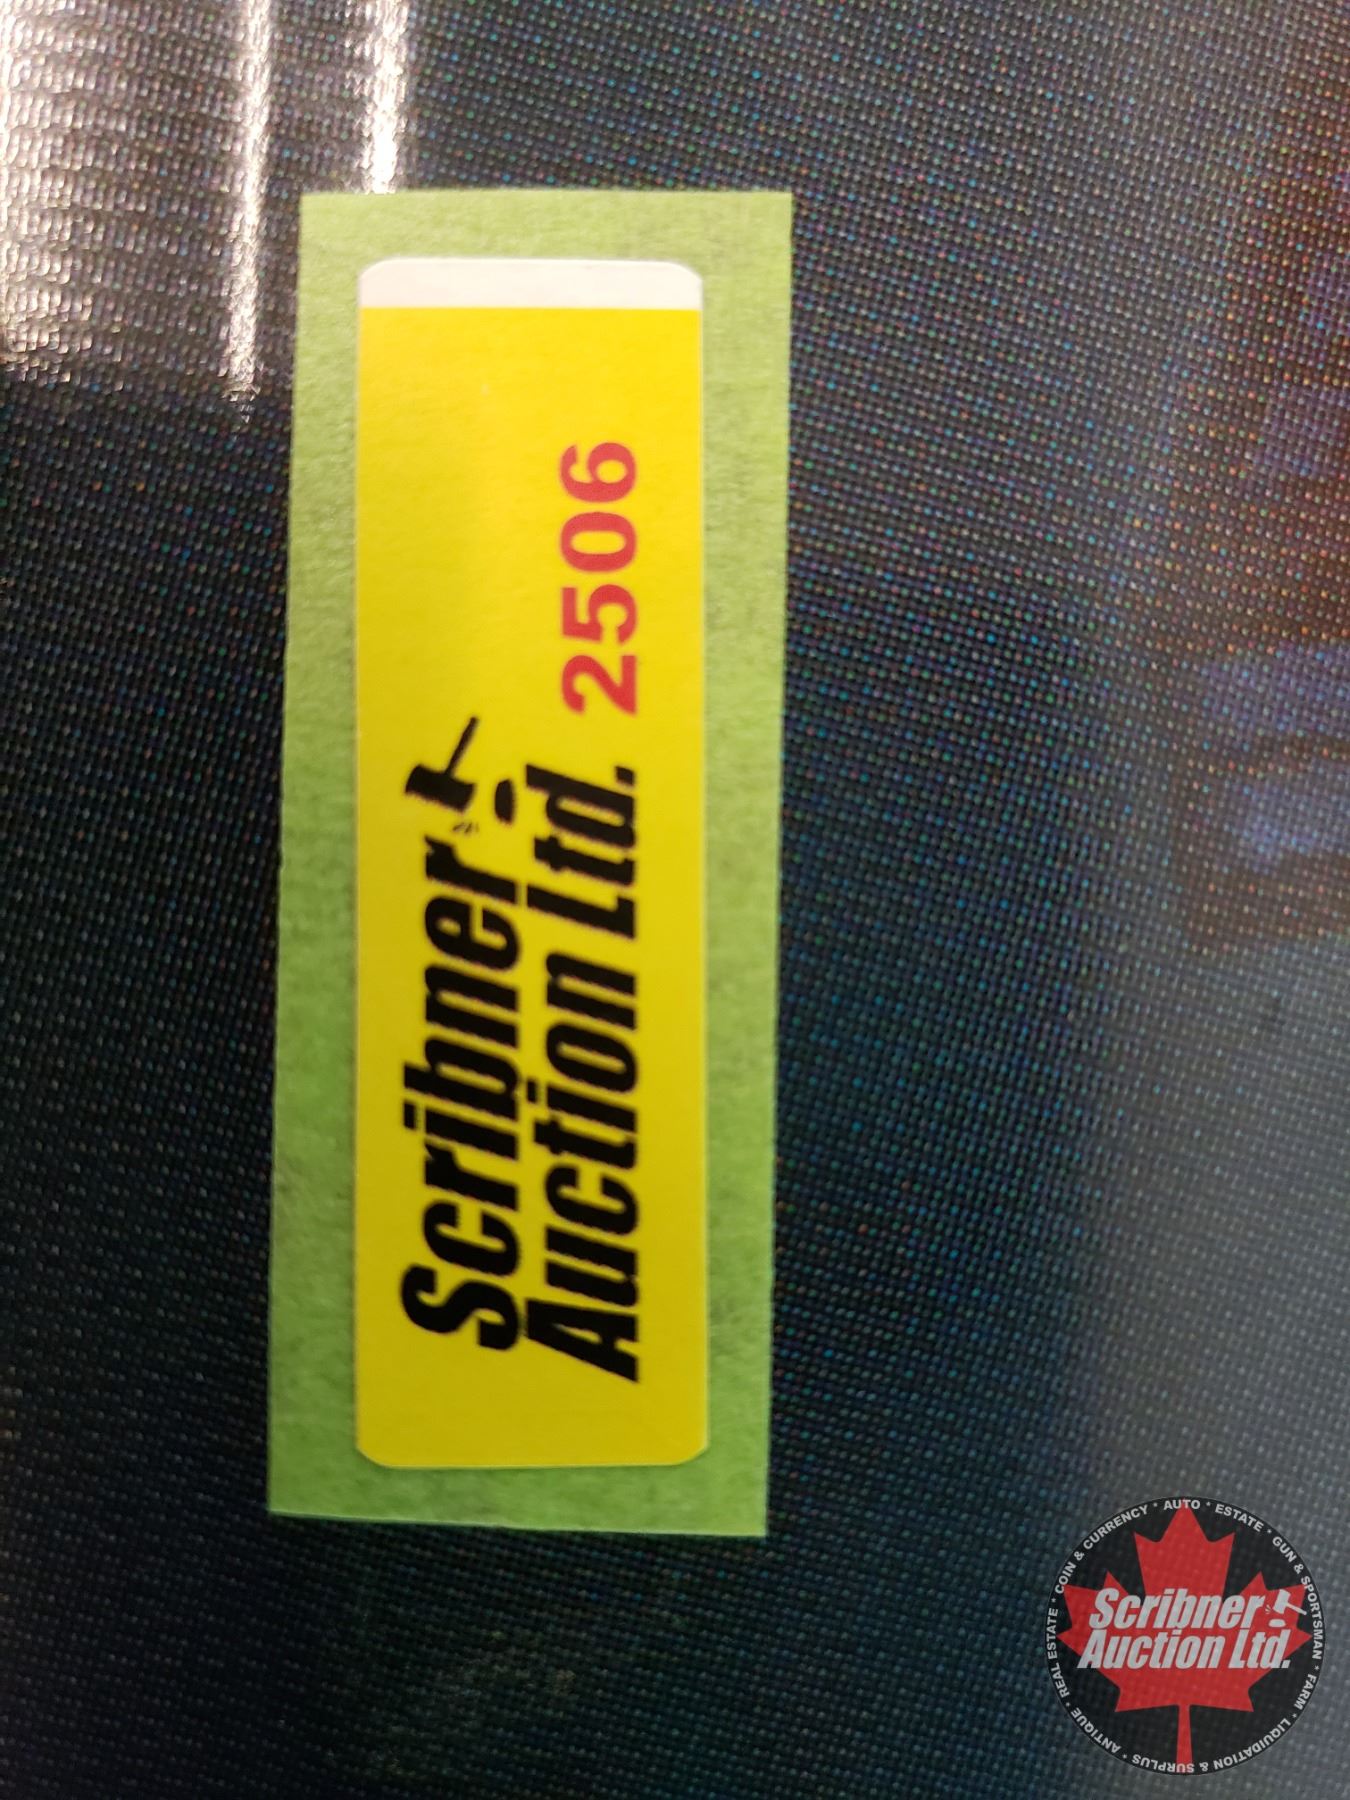 Scribner
Auction Ltd. 2506
COIN & CURRENCY * AUTO * ESTATE * GUN & SPORTSMAN * FARM * LIQUIDATION & SURPLUS * ANTIQUE * REAL ESTATE *
Scribner
Auction Ltd.